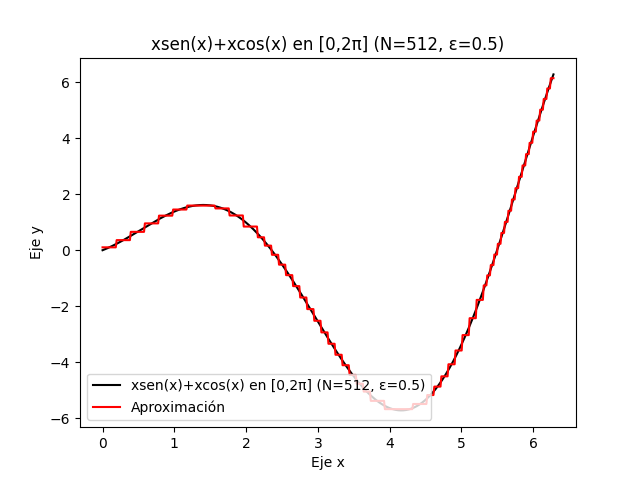 xsen(x)+xcos(x) en [0,2π] (N=512, ε=0.5)
6
4
2
0
−2
−4
−6
Eje y
xsen(x)+xcos(x) en [0,2π] (N=512, ε=0.5)
Aproximación
0 1 2 3 4 5 6
Eje x